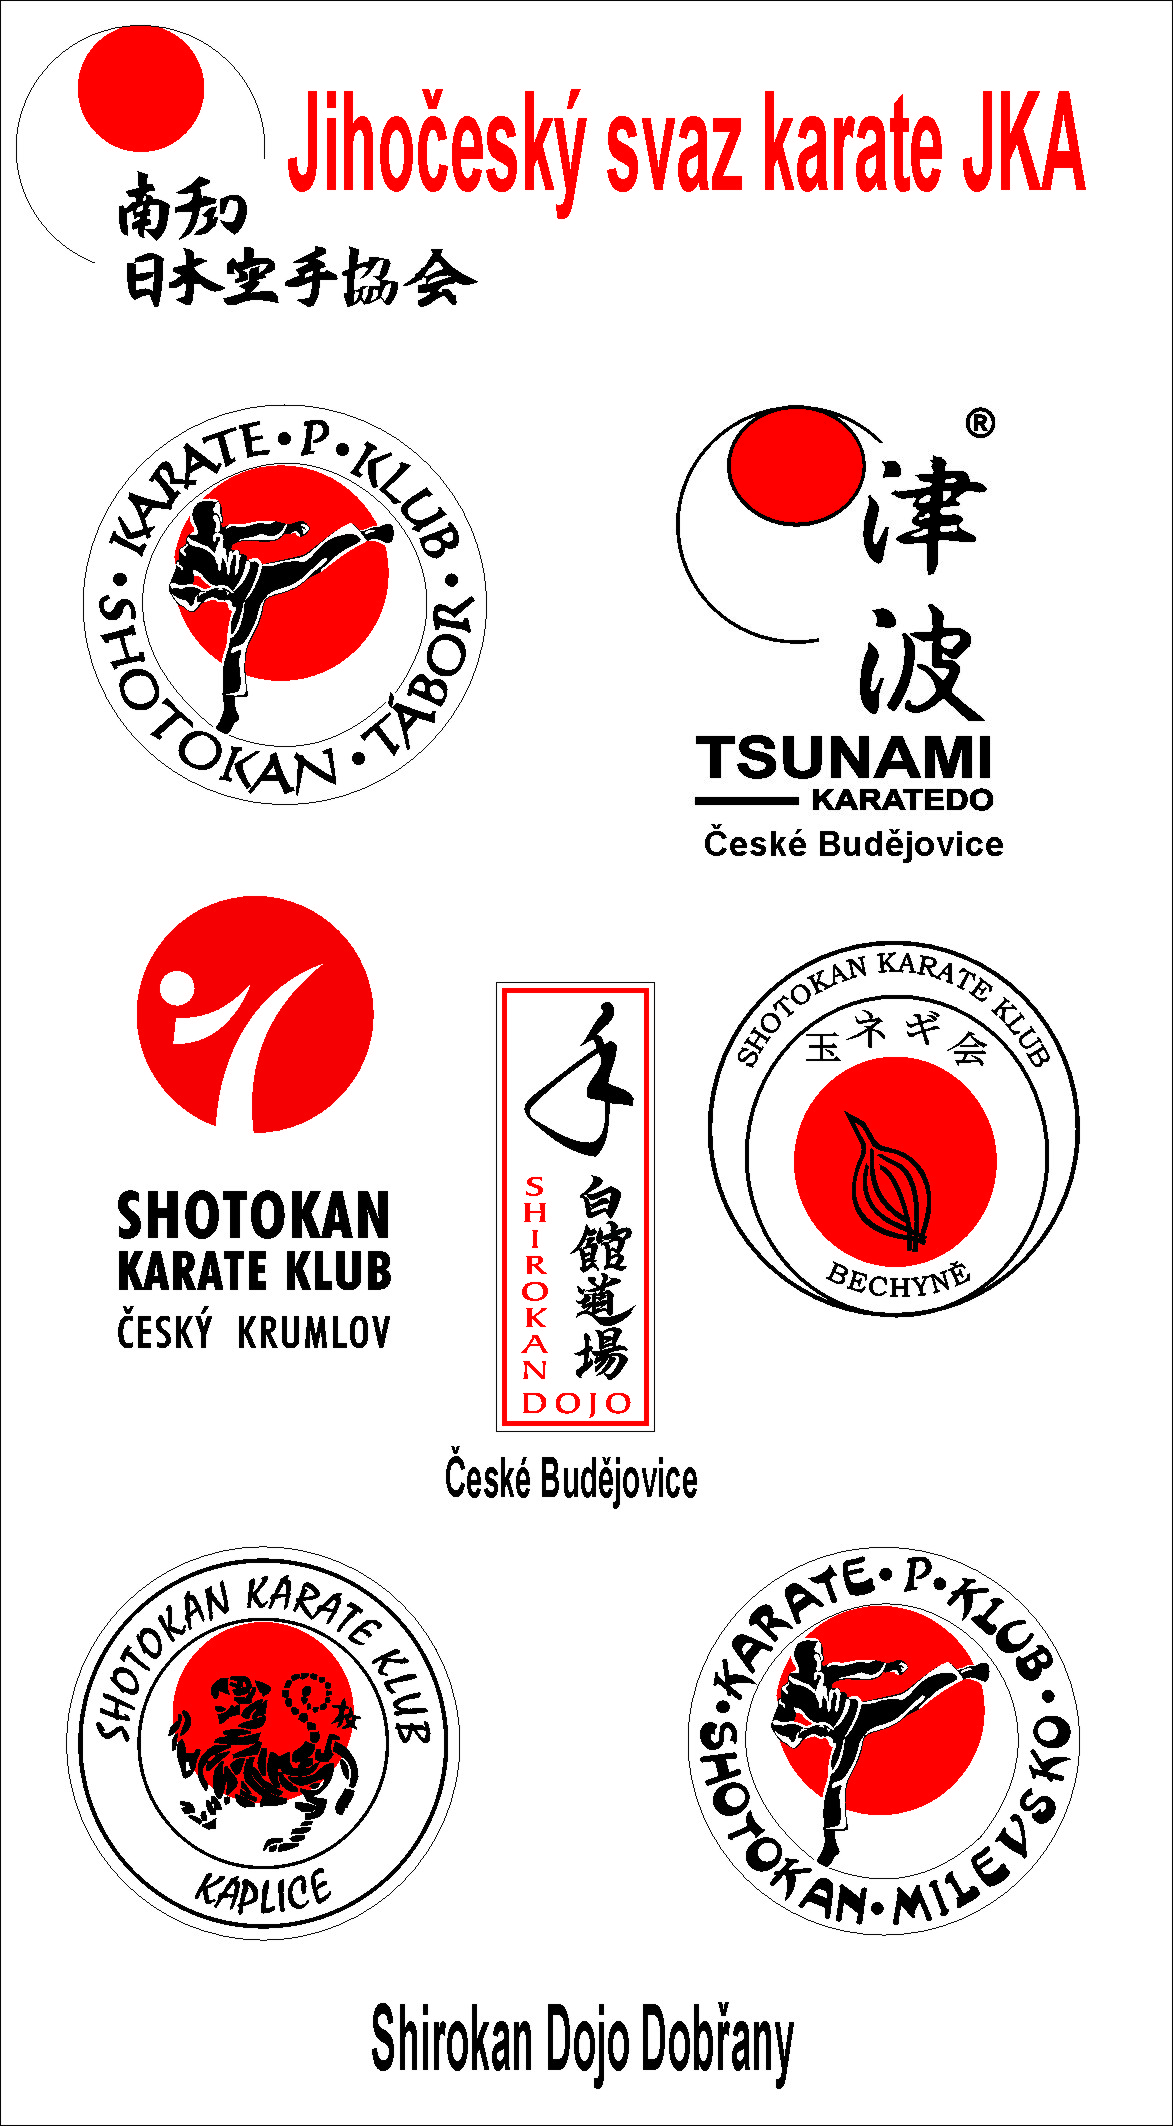 Jihočeský svaz karate JKA
日本空手協会
KARATE · P · KLUB ·
SHOTOKAN · TÁBOR
®
津
波
TSUNAMI
KARATEDO
České Budějovice
SHOTOKAN
KARATE KLUB
ČESKÝ KRUMLOV
手
白館道場
SHIROKAN
DOJO
České Budějovice
SHOTOKAN KARATE KLUB
玉ネギ会
BECHYNĚ
SHOTOKAN KARATE KLUB
KAPLICE
KARATE · P · KLUB ·
SHOTOKAN · MILEVSKO
Shirokan Dojo Dobřany